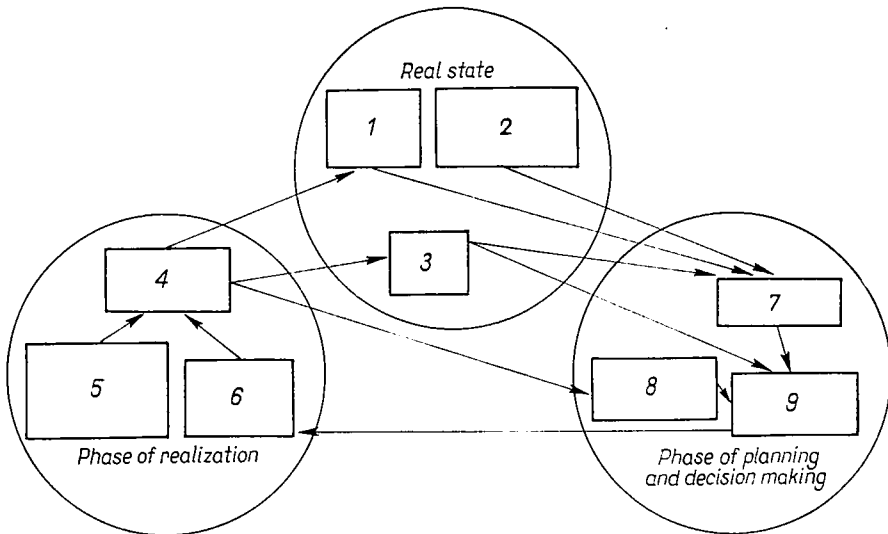 Real state
1
2
3
4
5
6
Phase of realization
7
8
9
Phase of planning
and decision making